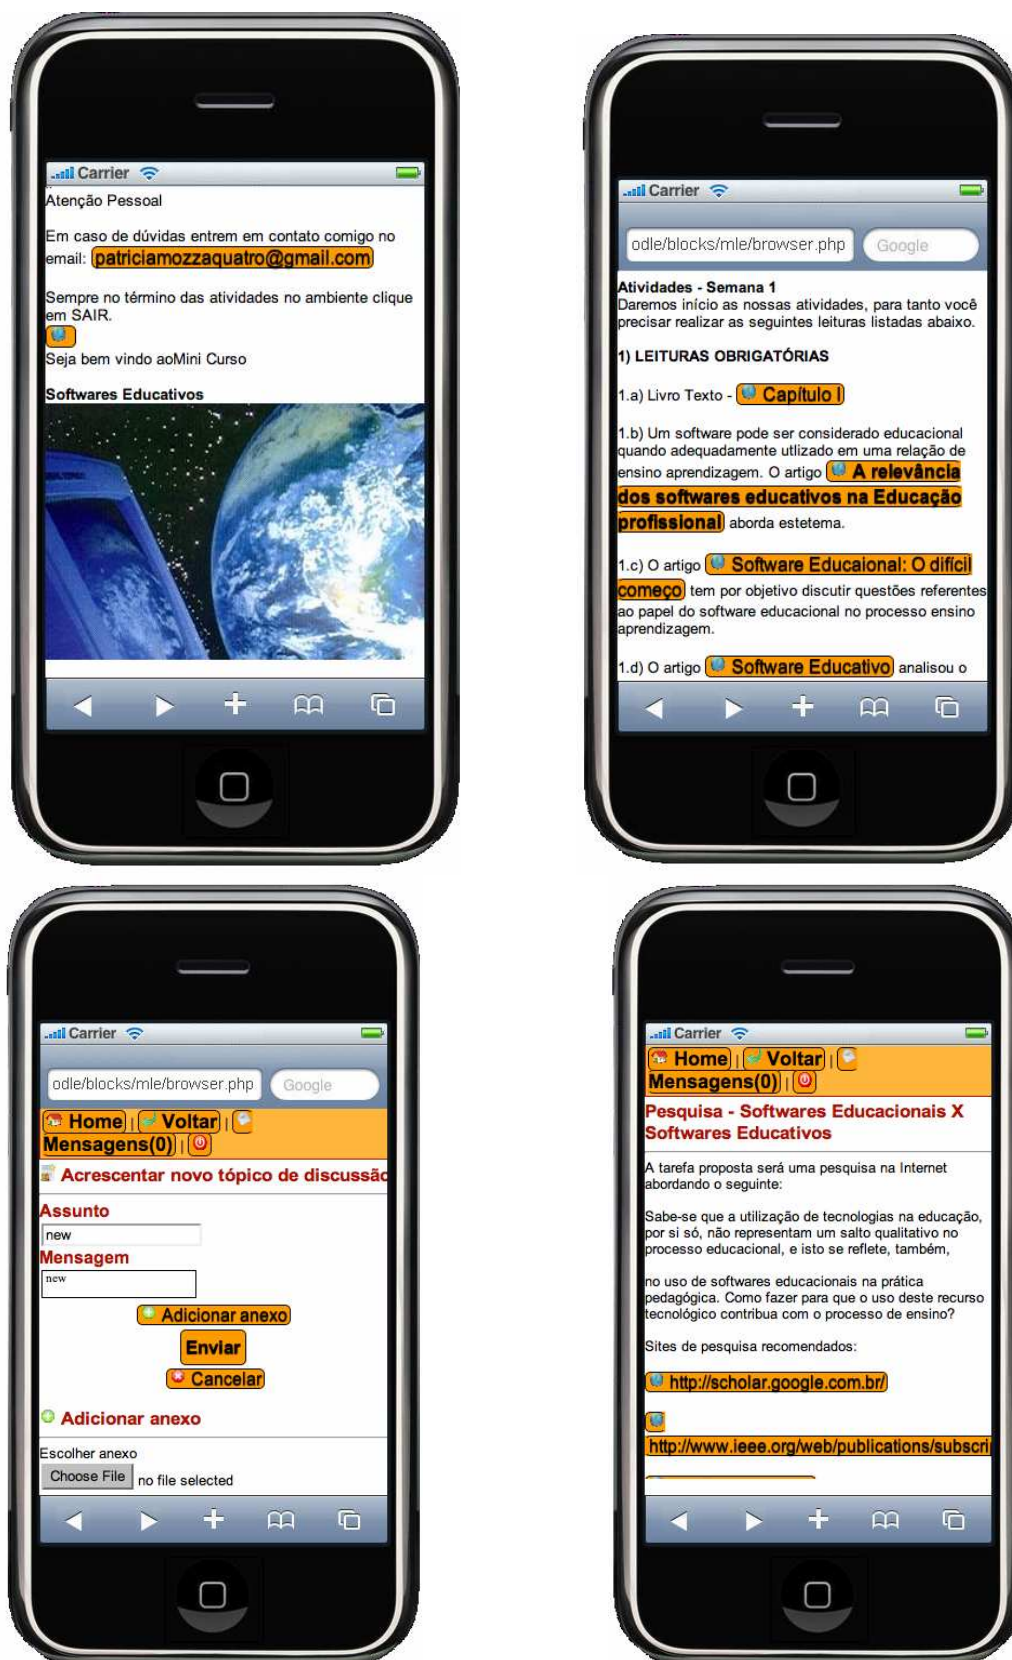 Carrier
Atenção Pessoal
Em caso de dúvidas entrem em contato comigo no
email: patriciamozzaquatro@gmail.com
Sempre no término das atividades no ambiente clique
em SAIR.
Seja bem vindo aoMini Curso
Softwares Educativos
Carrier
odle/blocks/mle/browser.php
Google
Atividades - Semana 1
Daremos início as nossas atividades, para tanto você
precisar realizar as seguintes leituras listadas abaixo.
1) LEITURAS OBRIGATÓRIAS
1.a) Livro Texto - Capítulo I
1.b) Um software pode ser considerado educacional
quando adequadamente utlizado em uma relação de
ensino aprendizagem. O artigo A relevância
dos softwares educativos na Educação
profissional aborda estetema.
1.c) O artigo Software Educaional: O difícil
começo tem por objetivo discutir questões referentes
ao papel do software educacional no processo ensino
aprendizagem.
1.d) O artigo Software Educativo analisou o
Carrier
odle/blocks/mle/browser.php
Google
Home | Voltar |
Mensagens(0) |
Acrescentar novo tópico de discussão
Assunto
new
Mensagem
new
Adicionar anexo
Enviar
Cancelar
Adicionar anexo
Escolher anexo
Choose File no file selected
Carrier
Home | Voltar |
Mensagens(0) |
Pesquisa - Softwares Educacionais X
Softwares Educativos
A tarefa proposta será uma pesquisa na Internet
abordando o seguinte:
Sabe-se que a utilização de tecnologias na educação,
por si só, não representam um salto qualitativo no
processo educacional, e isto se reflete, também,
no uso de softwares educacionais na prática
pedagógica. Como fazer para que o uso deste recurso
tecnológico contribua com o processo de ensino?
Sites de pesquisa recomendados:
http://scholar.google.com.br/
http://www.ieee.org/web/publications/subscri